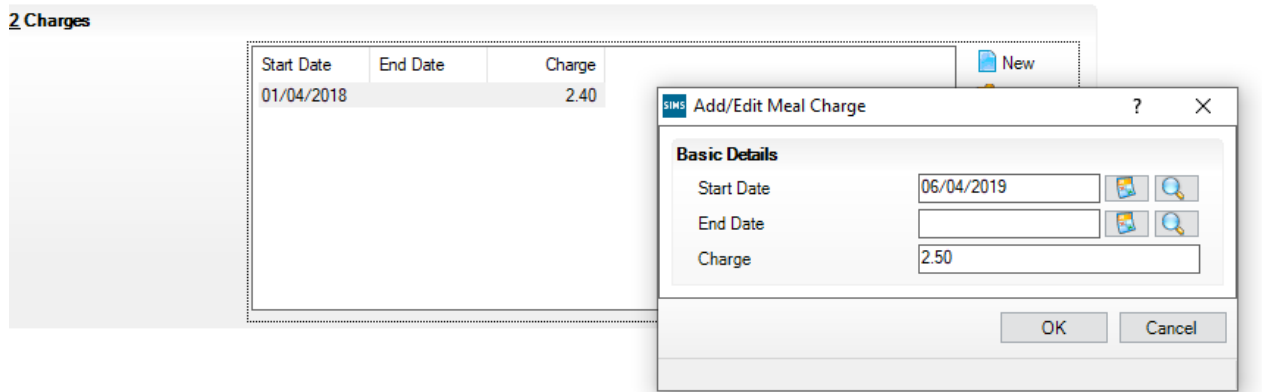 2 Charges
Start Date End Date Charge
01/04/2018 2.40
New
SIMS Add/Edit Meal Charge ?
Basic Details
Start Date 06/04/2019
End Date
Charge 2.50
OK Cancel